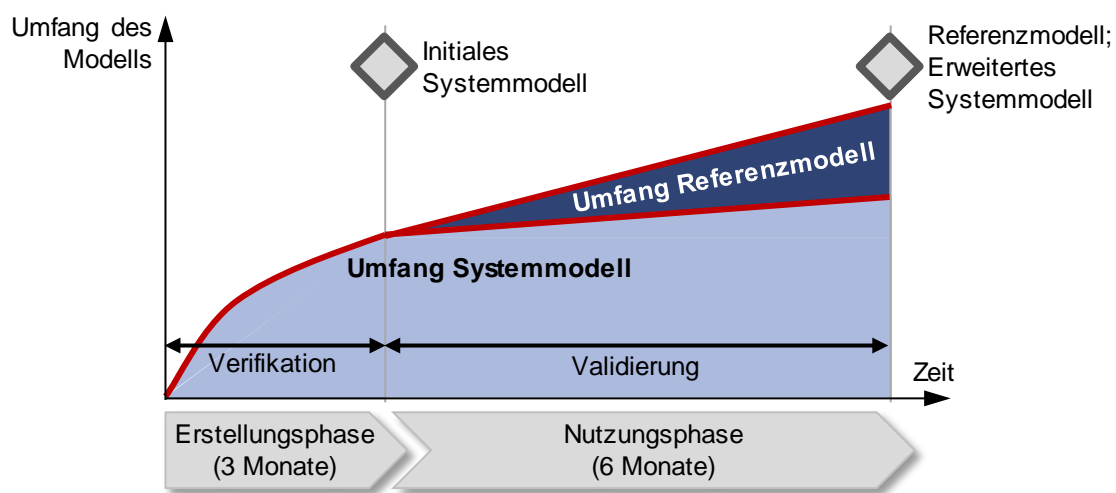 Umfang des
Modells
Initiales
Systemmodell
Referenzmodell;
Erweitertes
Systemmodell
Umfang Referenzmodell
Umfang Systemmodell
Verifikation
Validierung
Zeit
Erstellungsphase
(3 Monate)
Nutzungsphase
(6 Monate)